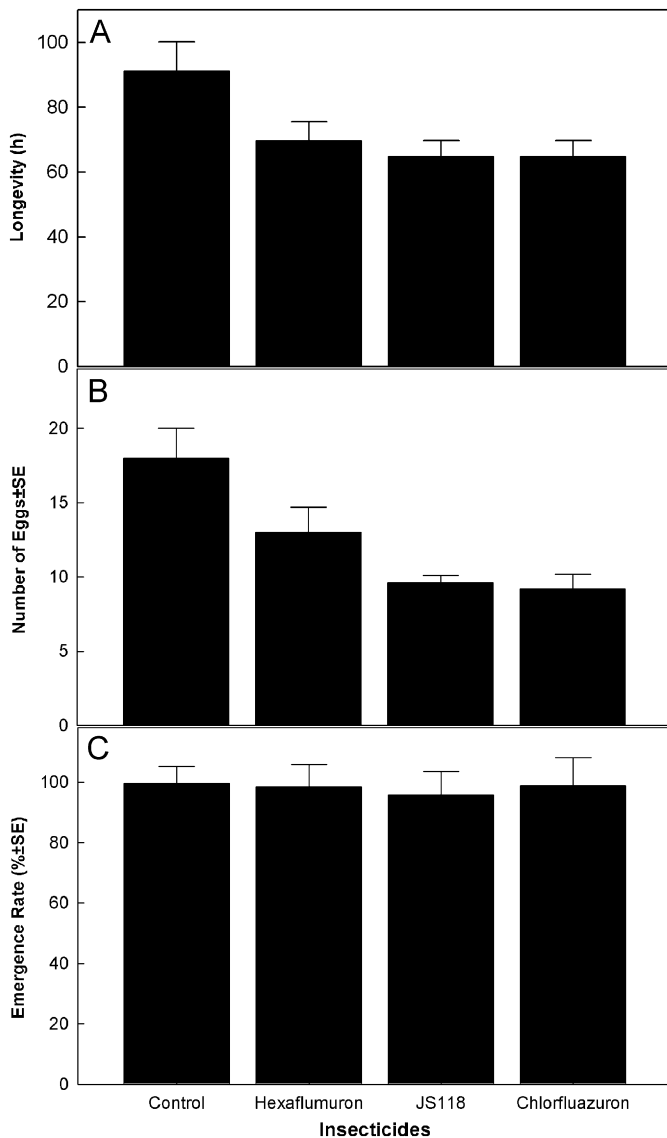 A
100
80
60
40
20
0
Longevity (h)
B
20
15
10
5
0
Number of Eggs±SE
C
100
80
60
40
20
0
Emergence Rate (%±SE)
Control Hexaflumuron JS118 Chlorfluazuron
Insecticides